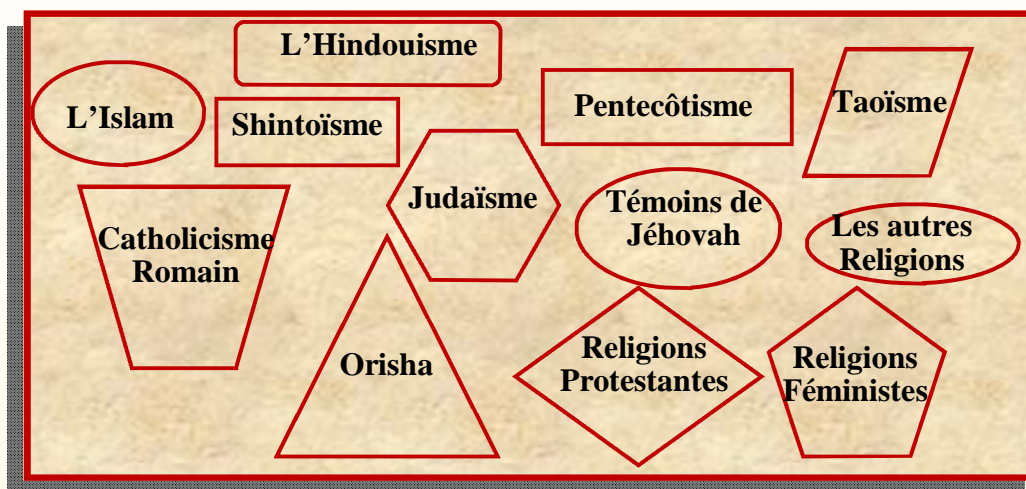 L'Hindouisme
L'Islam
Shintoïsme
Pentecôtisme
Taoïsme
Judaïsme
Témoins de
Jéhovah
Catholicisme
Romain
Les autres
Religions
Orisha
Religions
Protestantes
Religions
Féministes